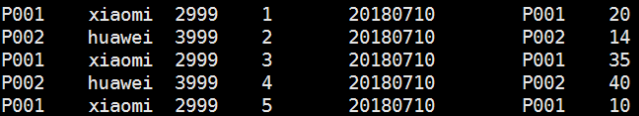 P001 xiaomi 2999 1 20180710 P001 20
P002 huawei 3999 2 20180710 P002 14
P001 xiaomi 2999 3 20180710 P001 35
P002 huawei 3999 4 20180710 P002 40
P001 xiaomi 2999 5 20180710 P001 10